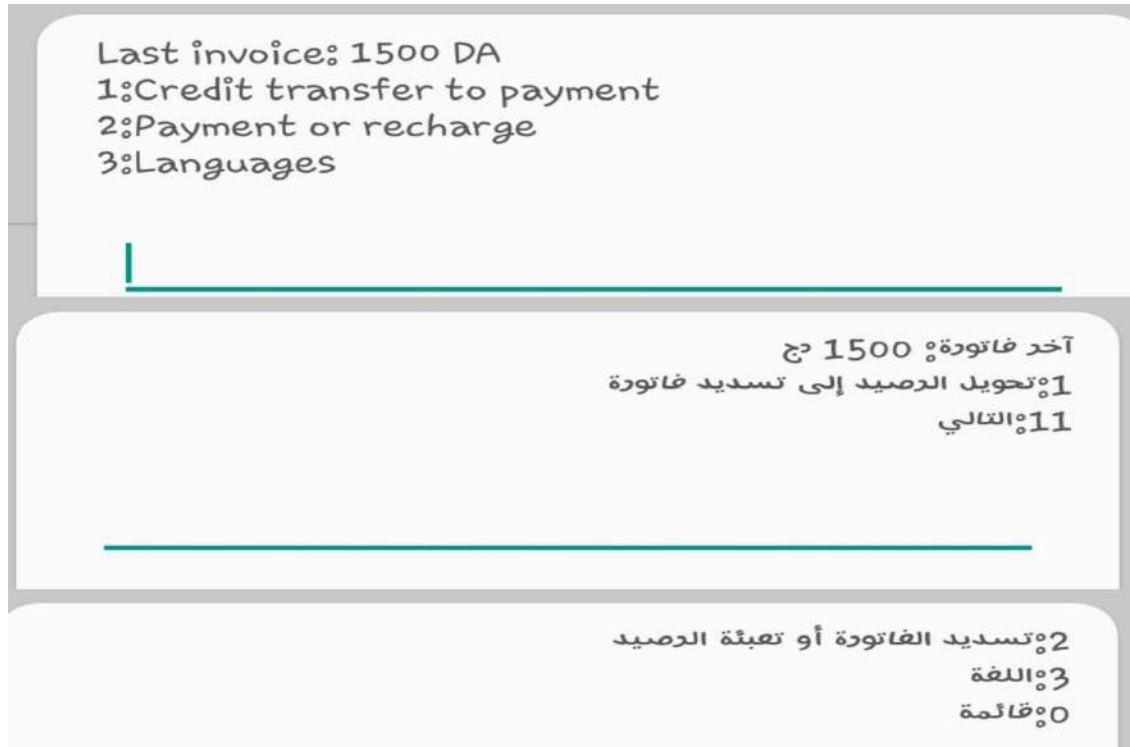 Last invoice: 1500 DA
1:Credit transfer to payment
2:Payment or recharge
3:Languages
آخر فاتورة: 1500 دج
1:تحويل الرصيد إلى تسديد فاتورة
11:التالي
2:تسديد الفاتورة أو تعبئة الرصيد
3:اللغة
0:قائمة